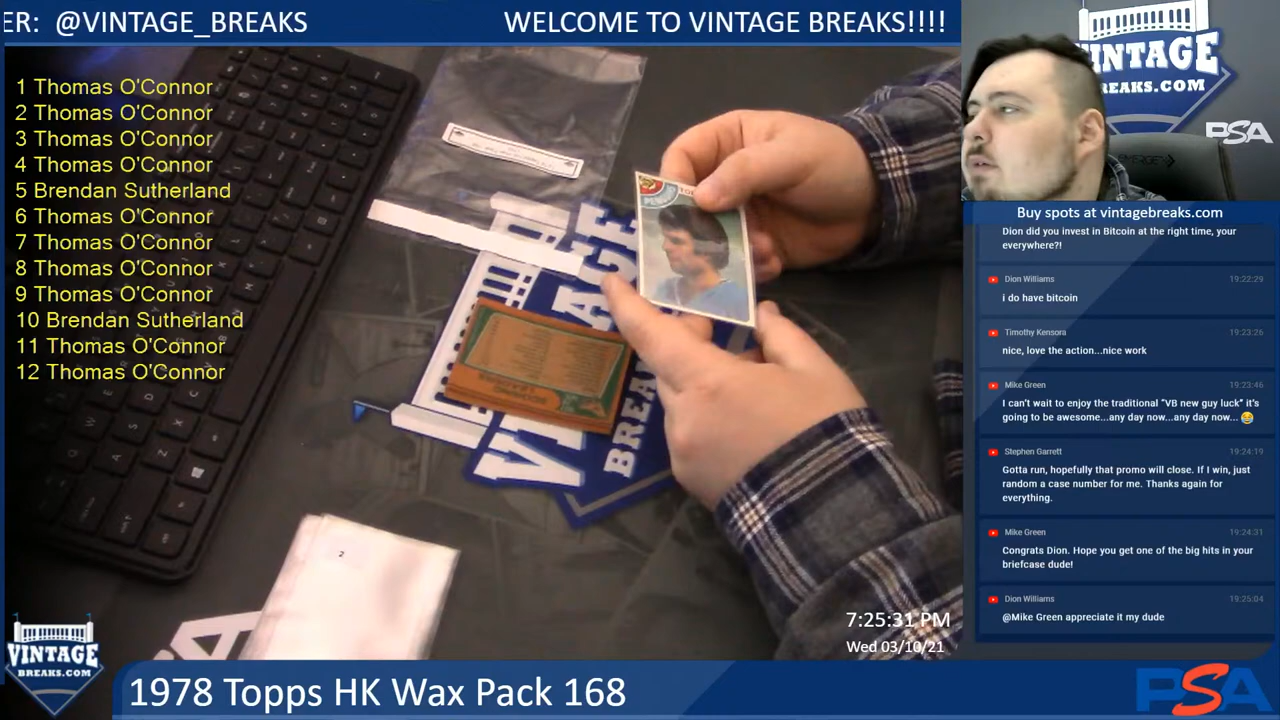 ER: @VINTAGE_BREAKS WELCOME TO VINTAGE BREAKS!!!!
1 Thomas O'Connor
2 Thomas O'Connor
3 Thomas O'Connor
4 Thomas O'Connor
5 Brendan Sutherland
6 Thomas O'Connor
7 Thomas O'Connor
8 Thomas O'Connor
9 Thomas O'Connor
10 Brendan Sutherland
11 Thomas O'Connor
12 Thomas O'Connor
VINTAGE
BREAK
2
7:25:31 PM
Wed 03/10/21
VINTAGE
BREAKS.COM
1978 Topps HK Wax Pack 168
PSA
VINTAGE
REAKS.COM
PSA
Buy spots at vintagebreaks.com
Dion did you invest in Bitcoin at the right time, your
everywhere?!
Dion Williams 19:22:29
i do have bitcoin
Timothy Kensora 19:23:26
nice, love the action...nice work
Mike Green 19:23:46
I can't wait to enjoy the traditional "VB new guy luck" it's
going to be awesome...any day now...any day now... 😂
Stephen Garrett 19:24:19
Gotta run, hopefully that promo will close. If I win, just
random a case number for me. Thanks again for
everything.
Mike Green 19:24:31
Congrats Dion. Hope you get one of the big hits in your
briefcase dude!
Dion Williams 19:25:04
@Mike Green appreciate it my dude